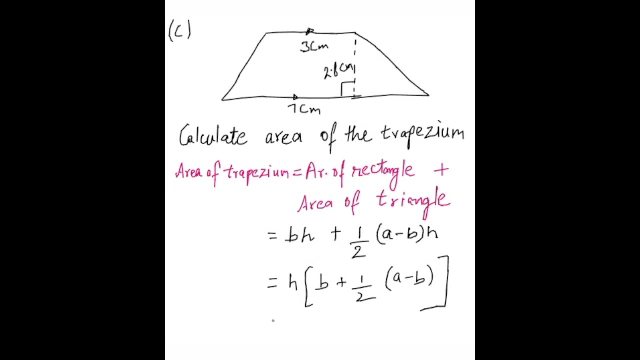 (c)
3cm
2.8cm
7cm
Calculate area of the trapezium
Area of trapezium = Ar. of rectangle +
Area of triangle
= bh + 1/2 (a-b)h
= h[b + 1/2 (a-b)]